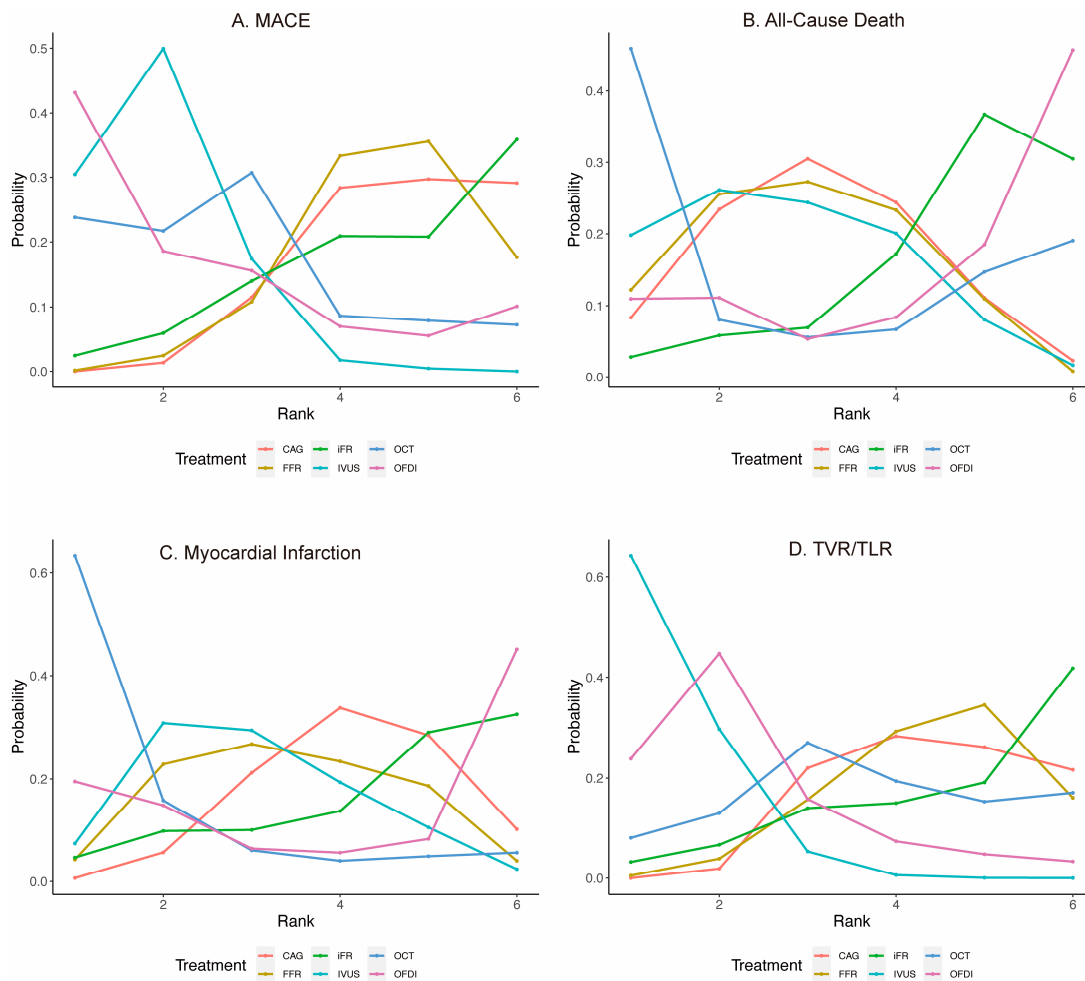 A. MACE
0.5
0.4
0.3
0.2
0.1
0.0
Probability
2 4 6
Rank
Treatment
CAG iFR OCT
FFR IVUS OFDI
B. All-Cause Death
0.4
0.3
0.2
0.1
0.0
Probability
2 4 6
Rank
Treatment
CAG iFR OCT
FFR IVUS OFDI
C. Myocardial Infarction
0.6
0.4
0.2
0.0
Probability
2 4 6
Rank
Treatment
CAG iFR OCT
FFR IVUS OFDI
D. TVR/TLR
0.6
0.4
0.2
0.0
Probability
2 4 6
Rank
Treatment
CAG iFR OCT
FFR IVUS OFDI